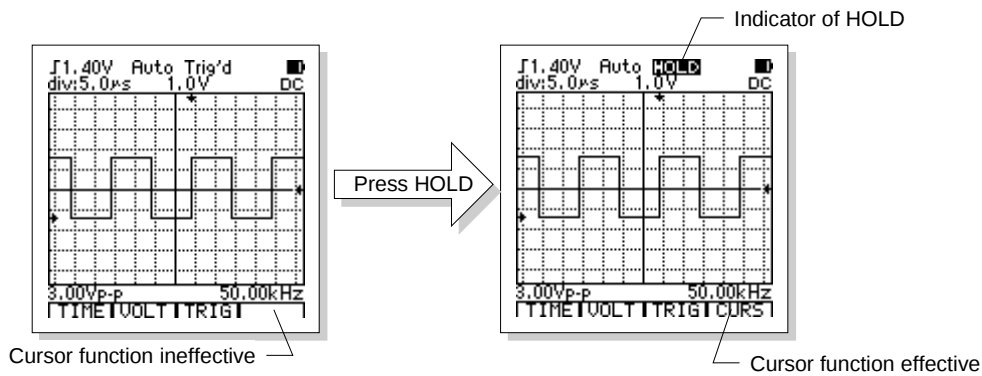 Indicator of HOLD
∫1.40V Auto Trig'd
div:5.0μs 1.0V DC
3.00Vp-p 50.00kHz
TIME VOLT TRIG
Cursor function ineffective
Press HOLD
∫1.40V Auto HOLD
div:5.0μs 1.0V DC
3.00Vp-p 50.00kHz
TIME VOLT TRIG CURS
Cursor function effective